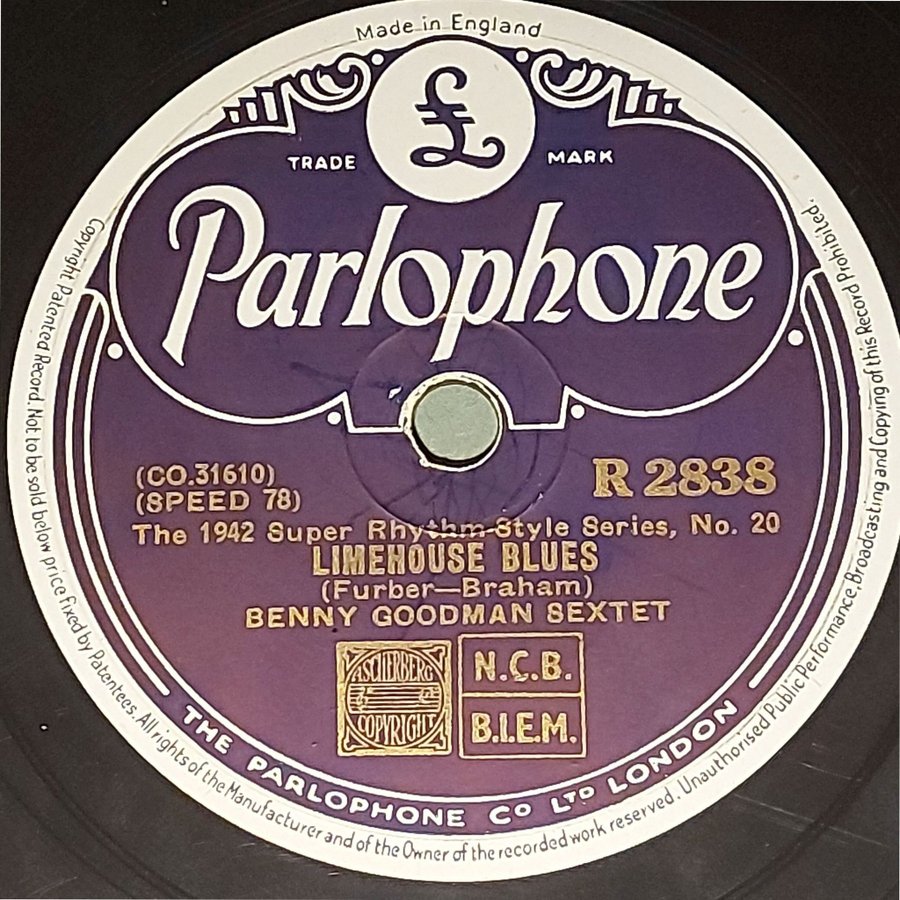 Made in England
£
TRADE MARK
Parlophone
(CO.31610)
(SPEED 78)
R 2838
The 1942 Super Rhythm-Style Series, No. 20
LIMEHOUSE BLUES
(Furber—Braham)
BENNY GOODMAN SEXTET
ASCHERBERG
COPYRIGHT
N.C.B.
B.I.E.M.
THE PARLOPHONE CO LTD LONDON
Copyright Patented Record. Not to be sold below price fixed by Patentees. All rights of the Manufacturer and of the Owner of the recorded work reserved. Unauthorised Public Performance, Broadcasting and Copying of this Record Prohibited.